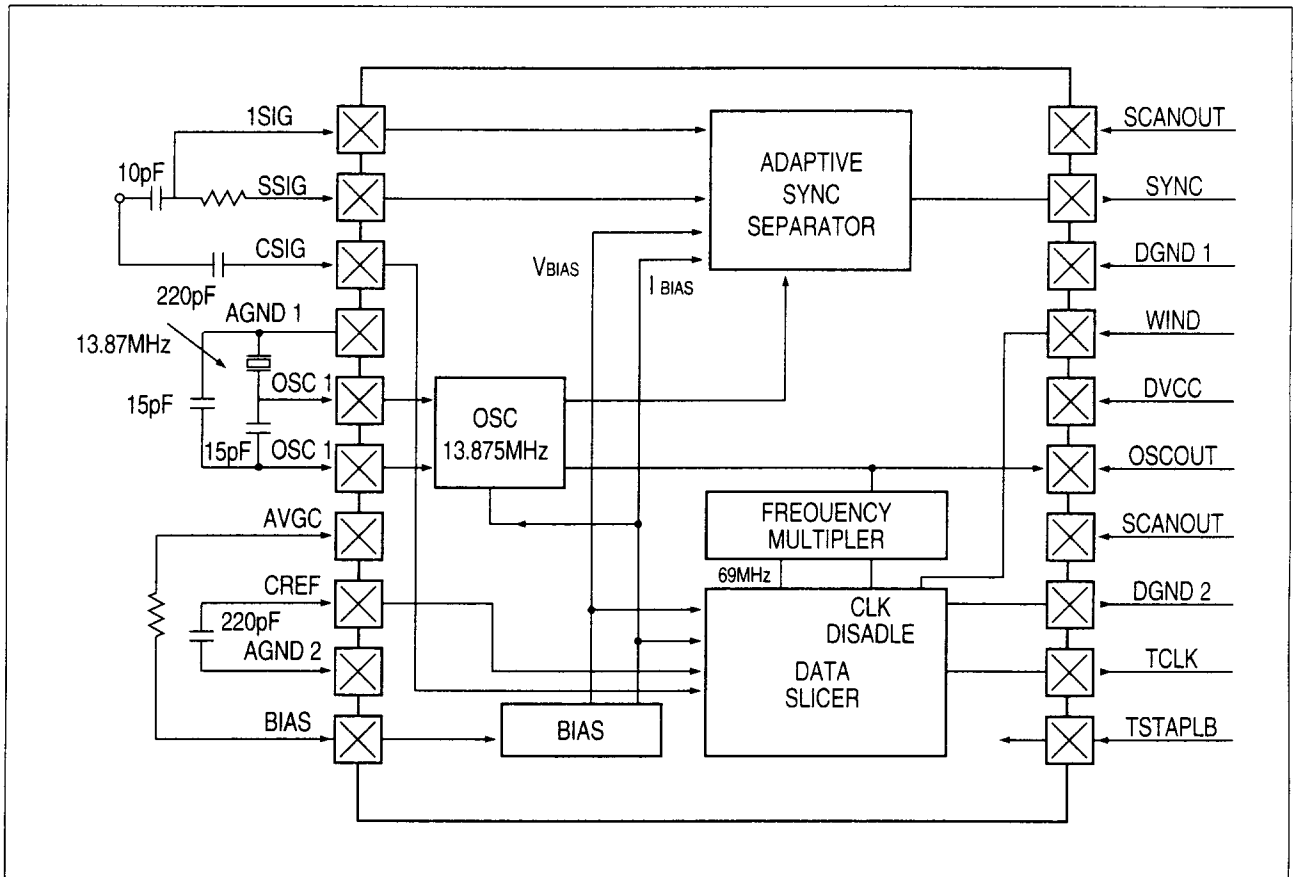 1SIG
10pF
SSIG
CSIG
220pF
AGND 1
13.87MHz
OSC 1
15pF
15pF
OSC 1
AVGC
CREF
220pF
AGND 2
BIAS
ADAPTIVE
SYNC
SEPARATOR
VBIAS
I BIAS
OSC
13.875MHz
FREOUENCY
MULTIPLER
69MHz
CLK
DISADLE
DATA
SLICER
BIAS
SCANOUT
SYNC
DGND 1
WIND
DVCC
OSCOUT
SCANOUT
DGND 2
TCLK
TSTAPLB